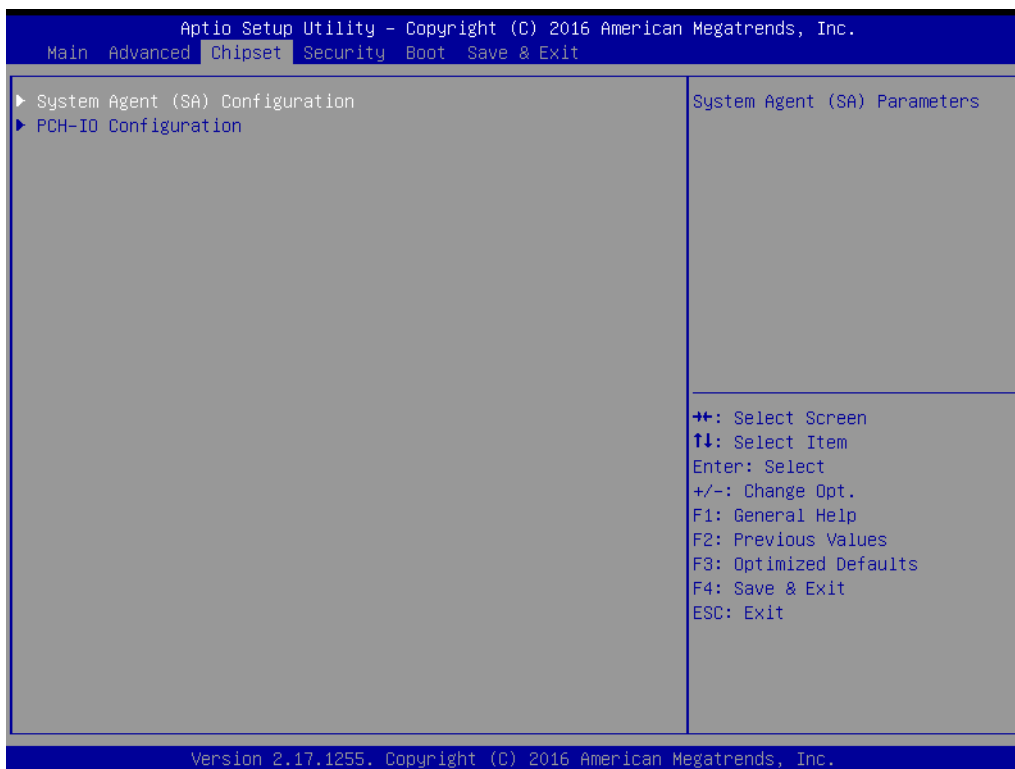 Aptio Setup Utility – Copyright (C) 2016 American Megatrends, Inc.
Main Advanced Chipset Security Boot Save & Exit
▶ System Agent (SA) Configuration
▶ PCH-IO Configuration
System Agent (SA) Parameters
→←: Select Screen
↑↓: Select Item
Enter: Select
+/-: Change Opt.
F1: General Help
F2: Previous Values
F3: Optimized Defaults
F4: Save & Exit
ESC: Exit
Version 2.17.1255. Copyright (C) 2016 American Megatrends, Inc.